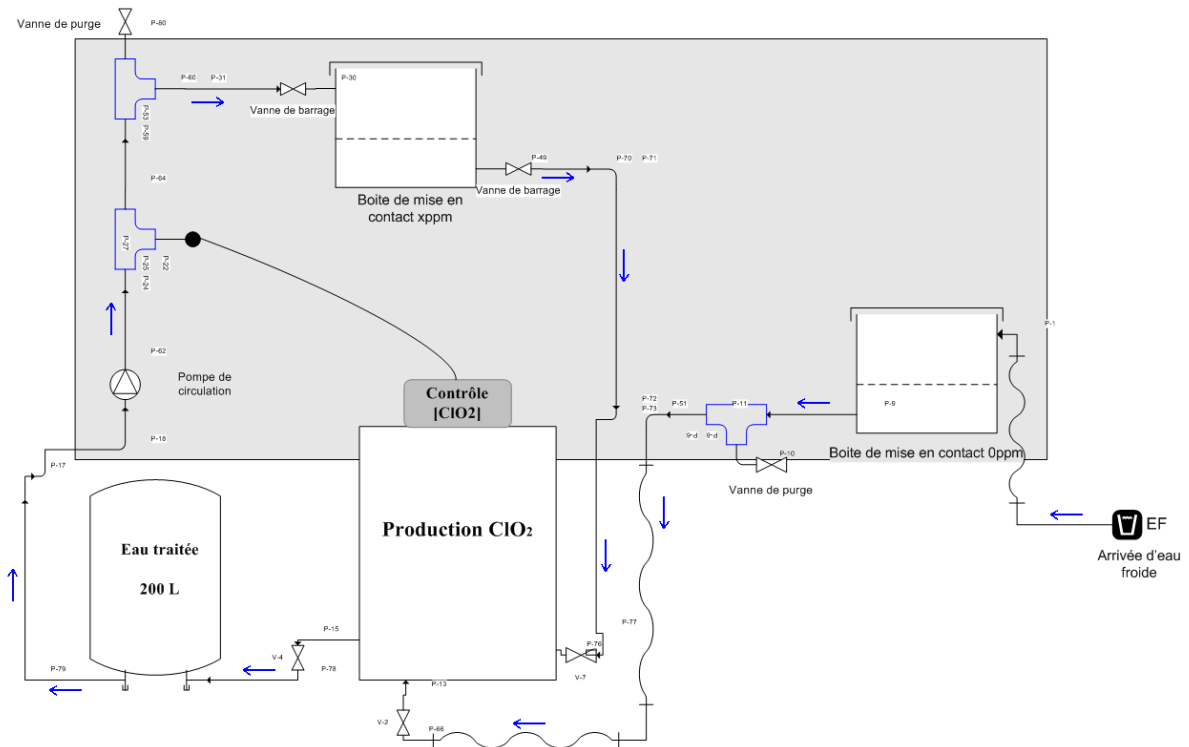 Vanne de purge
P-80
P-60
P-31
P-30
P-53
P-59
Vanne de barrage
P-49
P-70
P-71
Vanne de barrage
P-64
Boite de mise en
contact xppm
P-27
P-25
P-24
P-22
P-1
P-62
Pompe de
circulation
Contrôle
[ClO2]
P-72
P-73
P-51
P-11
P-9
P-6
P-6
P-10
Boite de mise en contact 0ppm
P-18
P-17
Vanne de purge
EF
Arrivée d'eau
froide
Production ClO₂
Eau traitée
200 L
P-15
V-4
P-78
P-79
P-76
V-7
P-77
P-13
V-2
P-66